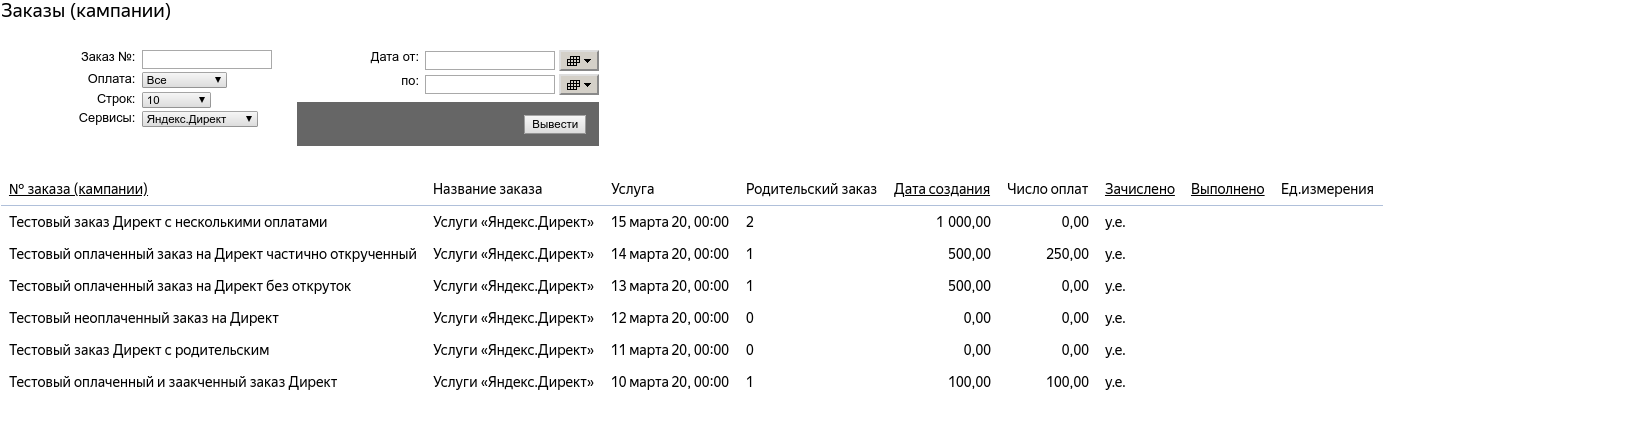 Заказы (кампании)
Заказ №: Дата от:
Оплата: Все по:
Строк: 10
Сервисы: Яндекс.Директ Вывести
№ заказа (кампании) Название заказа Услуга Родительский заказ Дата создания Число оплат Зачислено Выполнено Ед.измерения
Тестовый заказ Директ с несколькими оплатами Услуги «Яндекс.Директ» 15 марта 20, 00:00 2 1 000,00 0,00 у.е.
Тестовый оплаченный заказ на Директ частично открученный Услуги «Яндекс.Директ» 14 марта 20, 00:00 1 500,00 250,00 у.е.
Тестовый оплаченный заказ на Директ без откруток Услуги «Яндекс.Директ» 13 марта 20, 00:00 1 500,00 0,00 у.е.
Тестовый неоплаченный заказ на Директ Услуги «Яндекс.Директ» 12 марта 20, 00:00 0 0,00 0,00 у.е.
Тестовый заказ Директ с родительским Услуги «Яндекс.Директ» 11 марта 20, 00:00 0 0,00 0,00 у.е.
Тестовый оплаченный и заакченный заказ Директ Услуги «Яндекс.Директ» 10 марта 20, 00:00 1 100,00 100,00 у.е.